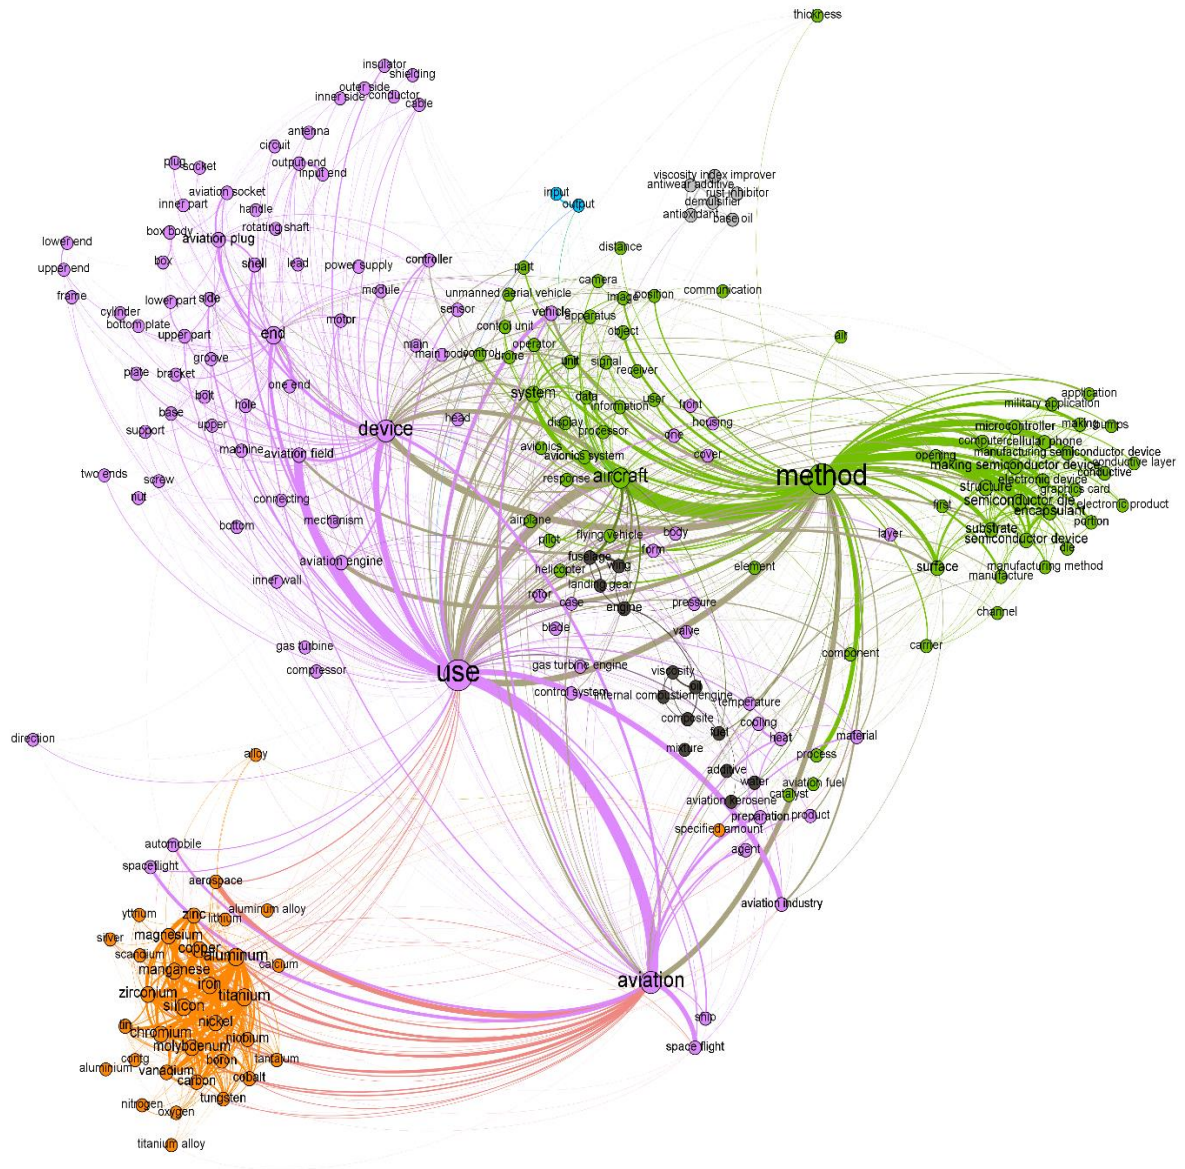 thickness
insulator
shielding
outer side
inner side
conductor
cable
antenna
circuit
output end
input end
plug
socket
aviation socket
inner part
handle
box body
rotating shaft
aviation plug
lower end
box
shell
lead
power supply
controller
upper end
frame
lower part
side
module
cylinder
bottom plate
upper part
end
motor
sensor
main
main body
groove
plate
bracket
bolt
one end
base
upper
hole
support
device
head
machine
aviation field
two ends
screw
nut
connecting
bottom
mechanism
aviation engine
inner wall
input
output
viscosity index improver
antiwear additive
rust inhibitor
demulsifier
antioxidant
base oil
distance
part
camera
unmanned aerial vehicle
image
position
communication
vehicle
apparatus
control unit
object
operator
control
drone
unit
signal
receiver
air
system
data
user
information
front
display
processor
housing
one
avionics
avionics system
cover
response
aircraft
method
application
military application
microcontroller
making
bumps
computer
cellular phone
opening
manufacturing semiconductor device
making semiconductor device
conductive layer
conductive
electronic device
structure
graphics card
semiconductor die
electronic product
first
encapsulant
portion
substrate
semiconductor device
die
surface
manufacturing method
manufacture
layer
channel
carrier
component
element
airplane
pilot
flying vehicle
body
form
fuselage
wing
helicopter
landing gear
rotor
case
engine
pressure
blade
valve
gas turbine
compressor
use
gas turbine engine
viscosity
oil
control system
internal combustion engine
temperature
composite
cooling
fuel
heat
material
mixture
process
additive
water
aviation fuel
catalyst
aviation kerosene
preparation
product
specified amount
agent
aviation industry
direction
alloy
automobile
spaceflight
aerospace
yttrium
zinc
lithium
aluminum alloy
silver
magnesium
copper
scandium
aluminum
manganese
calcium
iron
zirconium
titanium
silicon
tin
nickel
chromium
niobium
molybdenum
contg
boron
tantalum
aluminium
vanadium
carbon
cobalt
tungsten
nitrogen
oxygen
titanium alloy
aviation
ship
space flight